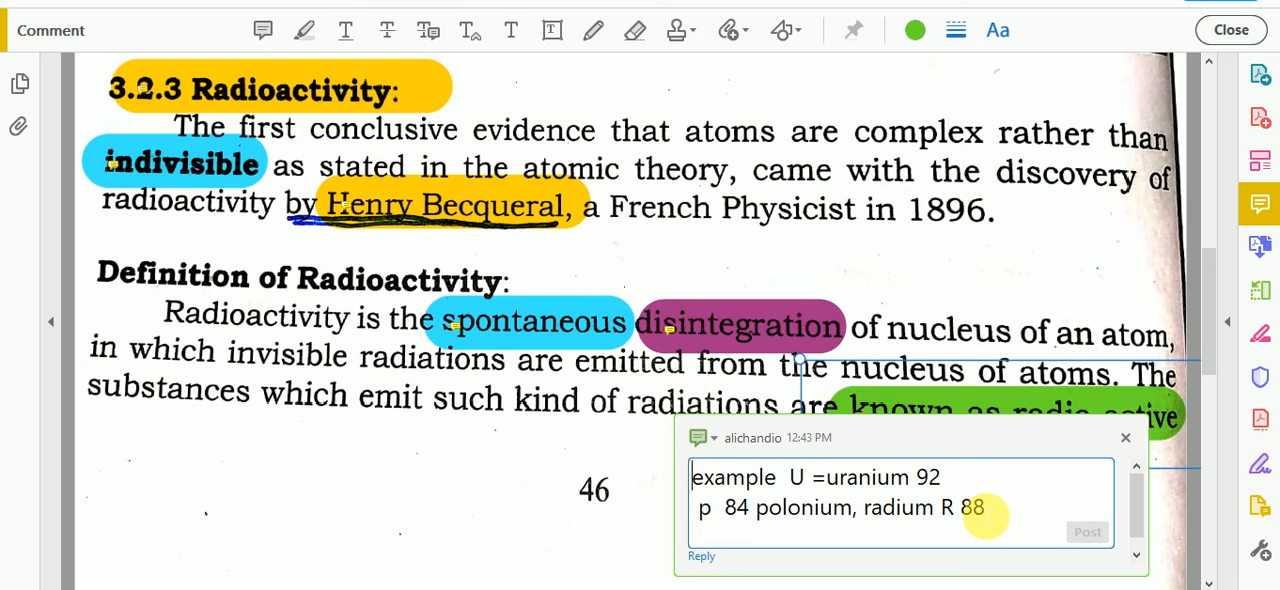 Comment
Close
3.2.3 Radioactivity:
The first conclusive evidence that atoms are complex rather than
indivisible as stated in the atomic theory, came with the discovery of
radioactivity by Henry Becqueral, a French Physicist in 1896.
Definition of Radioactivity:
Radioactivity is the spontaneous disintegration of nucleus of an atom,
in which invisible radiations are emitted from the nucleus of atoms. The
substances which emit such kind of radiations are known as radio active
46
alichandio 12:43 PM
example U =uranium 92
p 84 polonium, radium R 88
Post
Reply